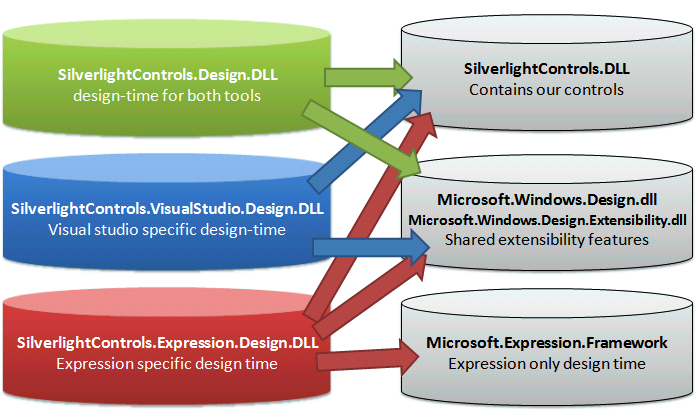 SilverlightControls.Design.DLL
design-time for both tools
SilverlightControls.DLL
Contains our controls
SilverlightControls.VisualStudio.Design.DLL
Visual studio specific design-time
Microsoft.Windows.Design.dll
Microsoft.Windows.Design.Extensibility.dll
Shared extensibility features
SilverlightControls.Expression.Design.DLL
Expression specific design time
Microsoft.Expression.Framework
Expression only design time